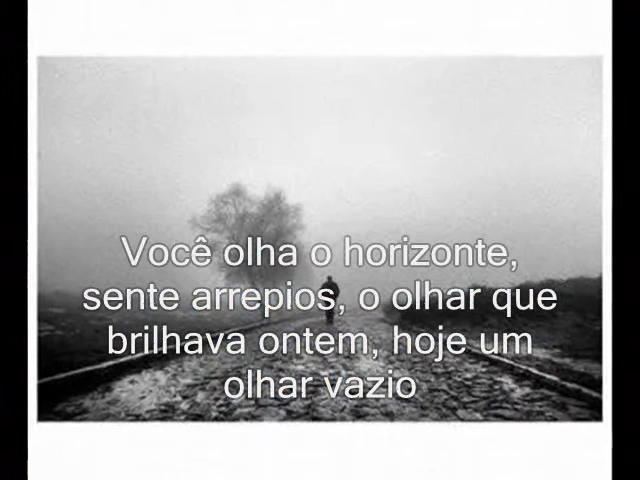 Você olha o horizonte,
sente arrepios, o olhar que
brilhava ontem, hoje um
olhar vazio